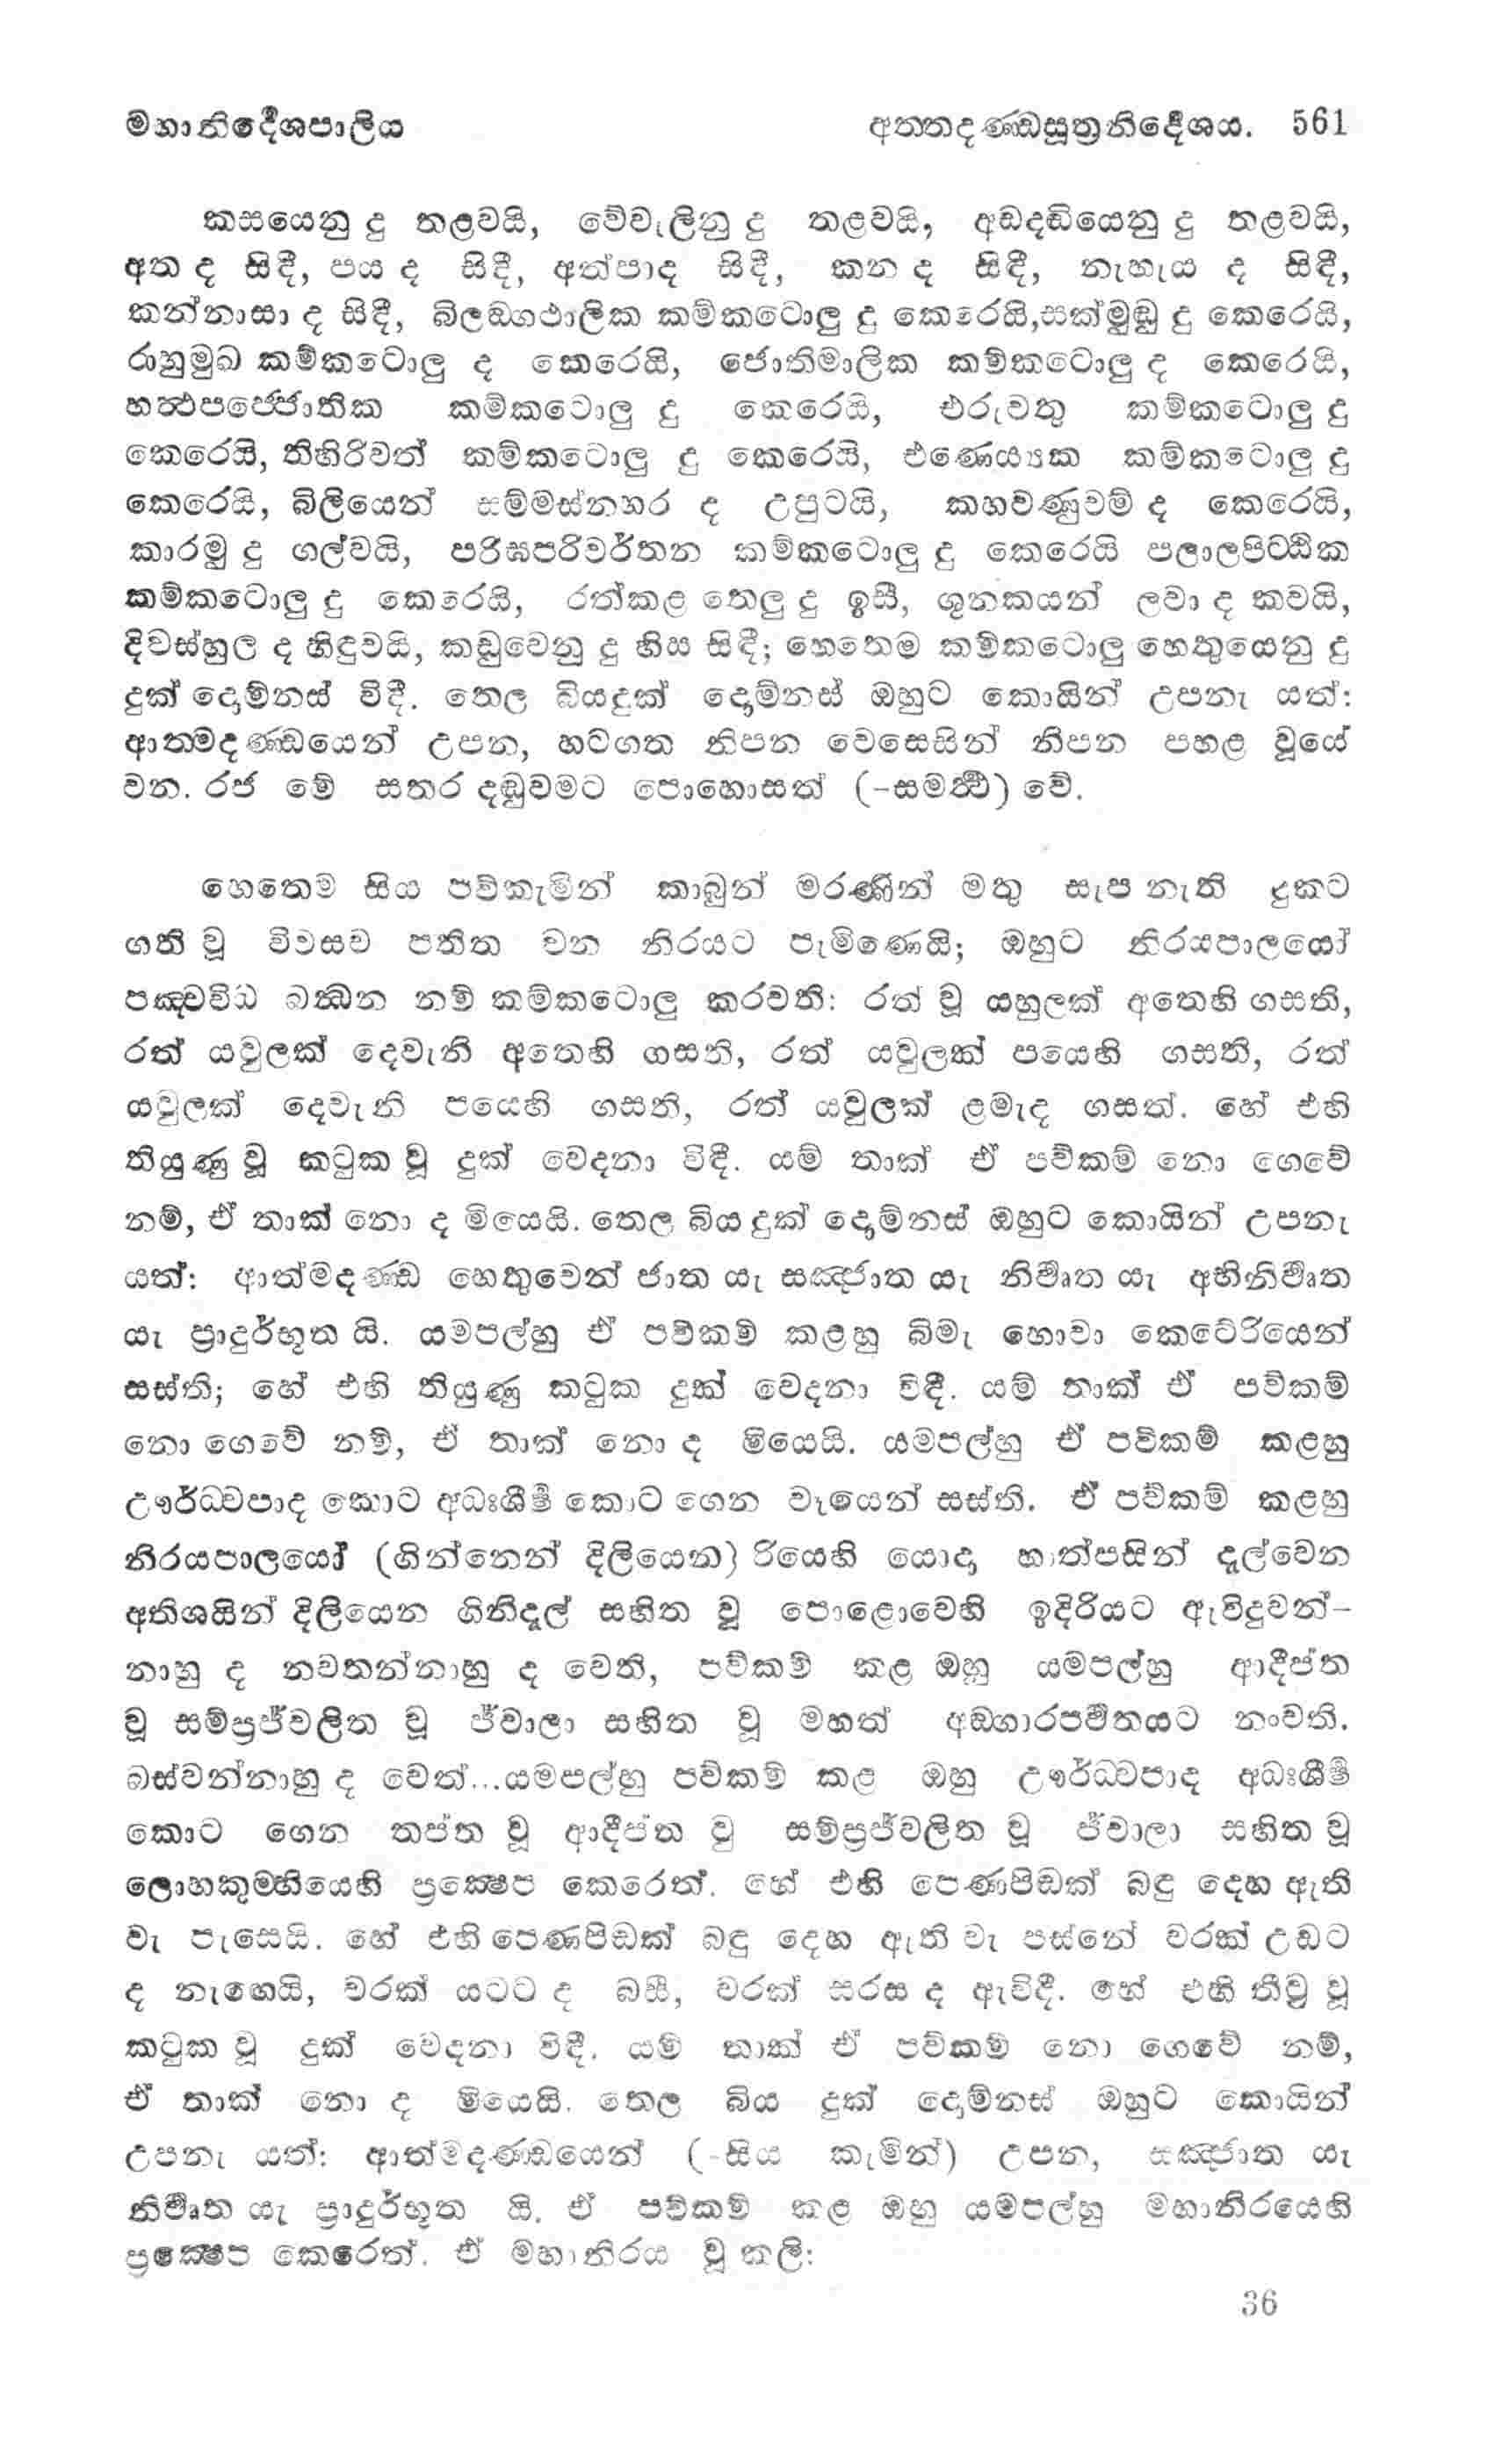 මහානිර්දේශපාලිය අත්තදණ්ඩසූත්‍රනිර්දේශය. 561
කසයෙනු දු තළවයි, වේවැලිනු දු තළවයි, අඩදඬියෙනු දු තළවයි,
අත ද සිඳී, පය ද සිඳී, අත්පාද සිඳී, කන ද සිඳී, නැහැය ද සිඳී,
කන්නාසා ද සිඳී, බිලඞ්ගථාලික කම්කටොලු දු කෙරෙයි,සක්මුඬු දු කෙරෙයි,
රාහුමුඛ කම්කටොලු ද කෙරෙයි, ජොතිමාලික කම්කටොලු ද කෙරෙයි,
හත්‍ථපජ්ජොතික කම්කටොලු දු කෙරෙයි, එරුවතු කම්කටොලු දු
කෙරෙයි, තිහිරිවත් කම්කටොලු දු කෙරෙයි, එණෙය්‍යක කම්කටොලු දු
කෙරෙයි, බිලියෙන් සම්මස්නහර ද උපුටයි, කහවණුවම් ද කෙරෙයි,
කාරමු දු ගල්වයි, පරිඝපරිවර්තන කම්කටොලු දු කෙරෙයි පලාලපිට්ඨික
කම්කටොලු දු කෙරෙයි, රත්කළ තෙලු දු ඉසී, ශුනකයන් ලවා ද කවයි,
දිවස්හුල ද හිඳුවයි, කඩුවෙනු දු හිය සිඳී; හෙතෙම කම්කටොලු හෙතුයෙනු දු
දුක් දොම්නස් විඳී. තෙල බියදුක් දොම්නස් ඔහුට කොයින් උපනැ යත්:
ආත්මදණ්ඩයෙන් උපන, හටගත නිපන වෙසෙසින් නිපන පහළ වූයේ
වන. රජ මේ සතර දඬුවමට පොහොසත් (-සමර්ථ) වේ.
හෙතෙම සිය පව්කැමින් කාබුන් මරණින් මතු සැප නැති දුකට
ගති වූ විවසව පතිත වන නිරයට පැමිණෙයි; ඔහුට නිරයපාලයෝ
පඤ්චවිධ බන්ධන නම් කම්කටොලු කරවති: රත් වූ යහුලක් අතෙහි ගසති,
රත් යවුලක් දෙවැනි අතෙහි ගසති, රත් යවුලක් පයෙහි ගසති, රත්
යවුලක් දෙවැනි පයෙහි ගසති, රත් යවුලක් ළමැද ගසත්. හේ එහි
තියුණු වූ කටුක වූ දුක් වෙදනා විඳී. යම් තාක් ඒ පව්කම් නො ගෙවේ
නම්, ඒ තාක් නො ද මියෙයි. තෙල බිය දුක් දොම්නස් ඔහුට කොයින් උපනැ
යත්: ආත්මදණ්ඩ හෙතුවෙන් ජාත යැ සඤ්ජාත යැ නිර්වෘත යැ අභිනිර්වෘත
යැ ප්‍රාදුර්භූත යි. යමපල්හු ඒ පව්කම් කළහු බිමැ හොවා කෙටේරියෙන්
සස්ති; හේ එහි තියුණු කටුක දුක් වෙදනා විඳී. යම් තාක් ඒ පව්කම්
නො ගෙවේ නම්, ඒ තාක් නො ද මියෙයි. යමපල්හු ඒ පව්කම් කළහු
ඌර්ධ්වපාද කොට අධඃශීර්ෂ කොට ගෙන වෑයෙන් සස්ති. ඒ පව්කම් කළහු
නිරයපාලයෝ (ගින්නෙන් දිලියෙන) රියෙහි යොදා හාත්පසින් දැල්වෙන
අතිශයින් දිලියෙන ගිනිදැල් සහිත වූ පොළොවෙහි ඉදිරියට ඇවිදුවන්-
නාහු ද නවතන්නාහු ද වෙති, පව්කම් කළ ඔහු යමපල්හු ආදීප්ත
වූ සම්ප්‍රජ්වලිත වූ ජ්වාලා සහිත වූ මහත් අඞ්ගාරපර්වතයට නංවති.
බස්වන්නාහු ද වෙත්...යමපල්හු පව්කම් කළ ඔහු ඌර්ධ්වපාද අධඃශීර්ෂ
කොට ගෙන තප්ත වූ ආදීප්ත වූ සම්ප්‍රජ්වලිත වූ ජ්වාලා සහිත වූ
ලොහකුම්භියෙහි ප්‍රක්ෂෙප කෙරෙත්. හේ එහි පෙණපිඩක් බඳු දෙහ ඇති
වැ පැසෙයි. හේ එහි පෙණපිඩක් බඳු දෙහ ඇති වැ පස්නේ වරක් උඩට
ද නැඟෙයි, වරක් යටට ද බසී, වරක් සරස ද ඇවිදී. හේ එහි තීව්‍ර වූ
කටුක වූ දුක් වෙදනා විඳී. යම් තාක් ඒ පව්කම් නො ගෙවේ නම්,
ඒ තාක් නො ද මියෙයි. තෙල බිය දුක් දොම්නස් ඔහුට කොයින්
උපනැ යත්: ආත්මදණ්ඩයෙන් (-සිය කැමින්) උපන, සඤ්ජාත යැ
නිර්වෘත යැ ප්‍රාදුර්භූත යි. ඒ පව්කම් කළ ඔහු යමපල්හු මහානිරයෙහි
ප්‍රක්ෂෙප කෙරෙත්. ඒ මහානිරය වූ කලි:
36